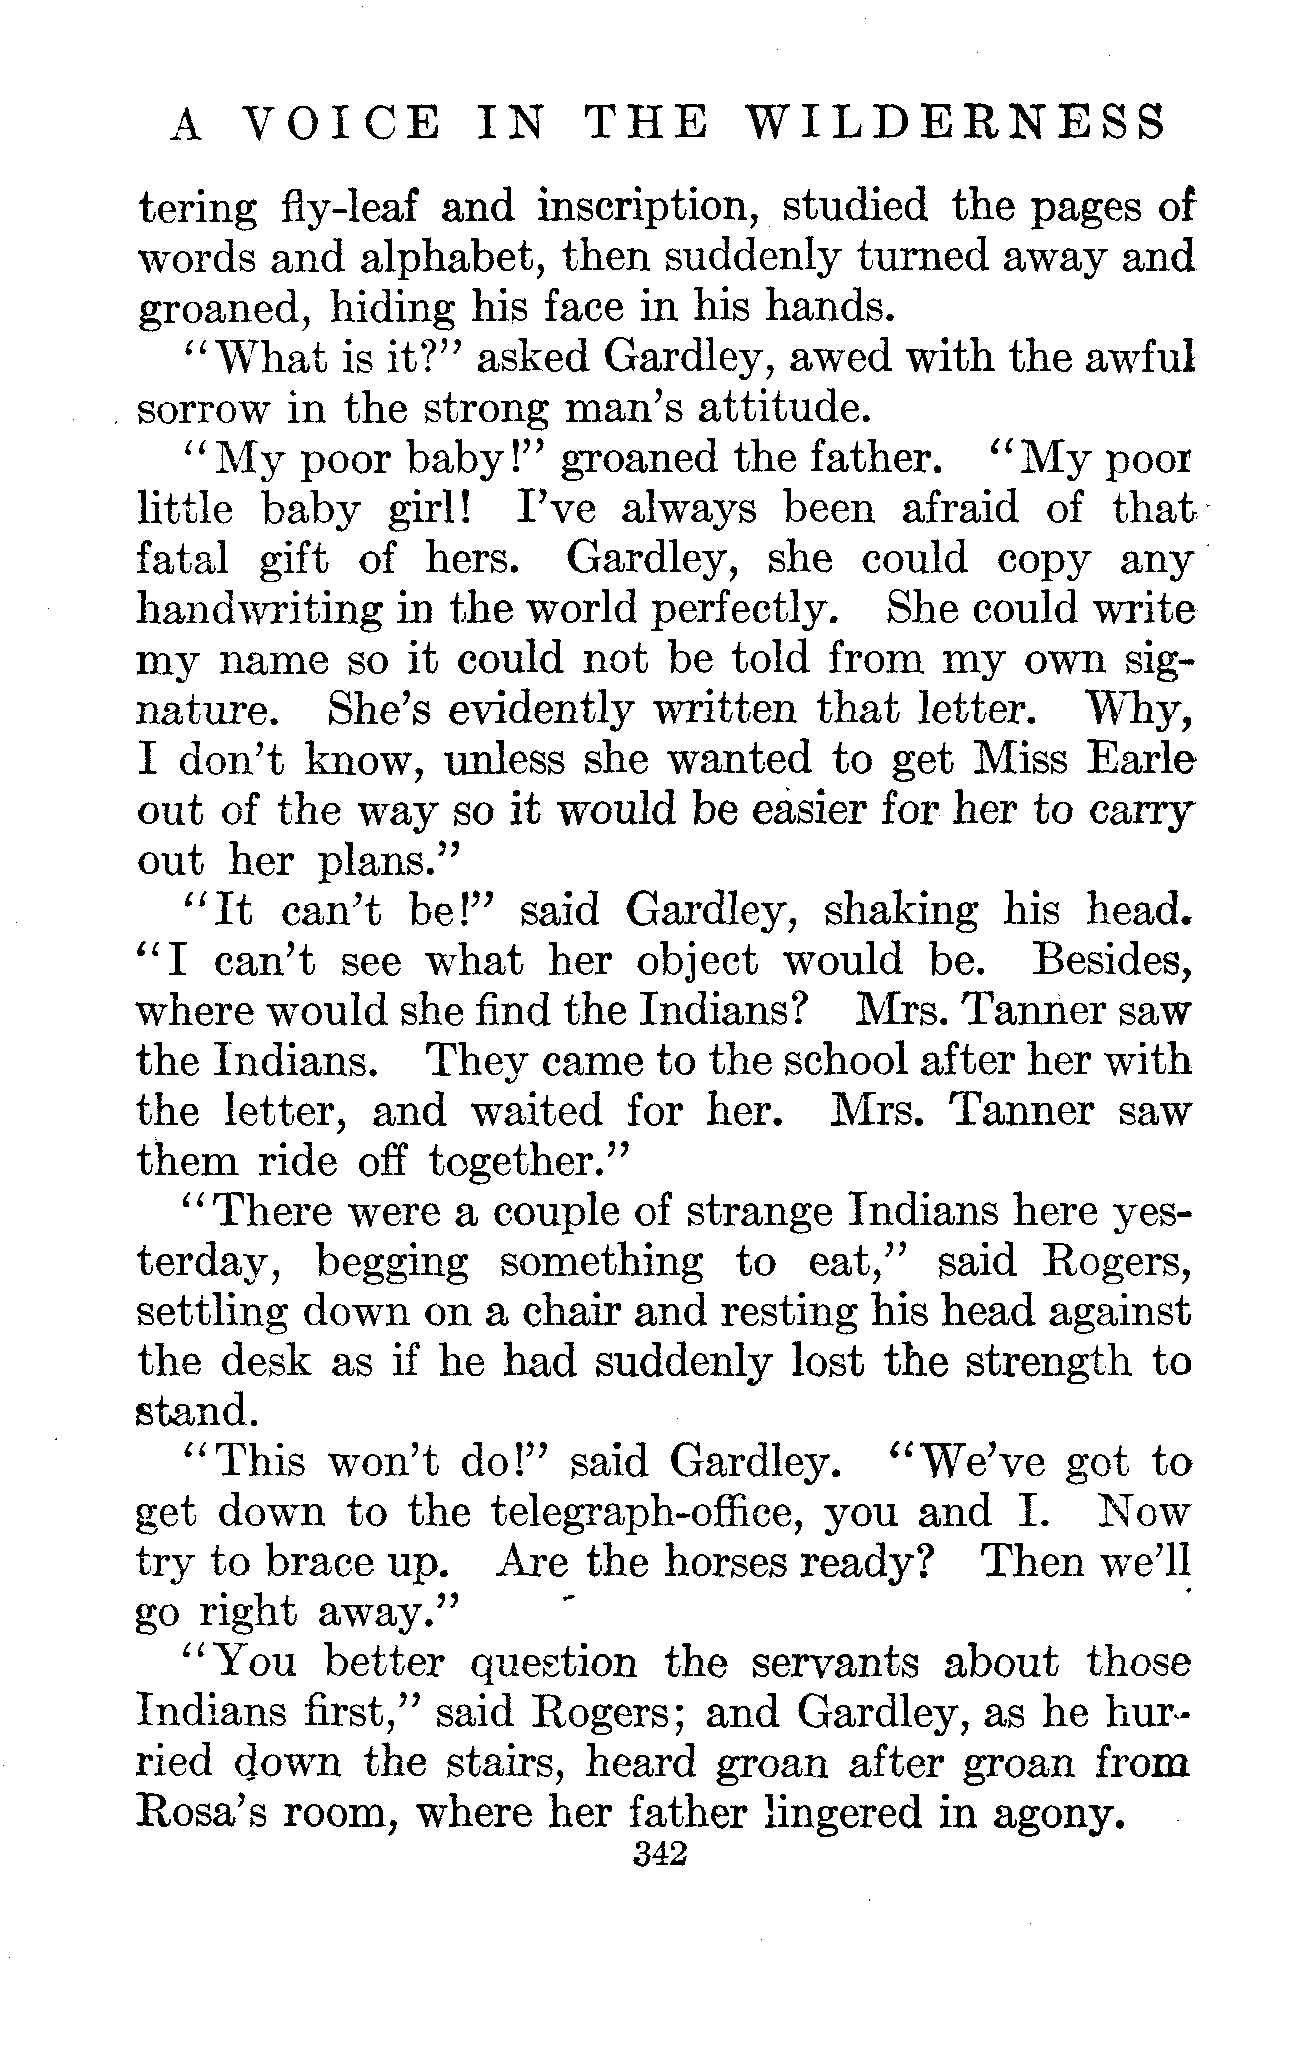 A VOICE IN THE WILDERNESS
tering fly-leaf and inscription, studied the pages of
words and alphabet, then suddenly turned away and
groaned, hiding his face in his hands.
"What is it?" asked Gardley, awed with the awful
sorrow in the strong man's attitude.
"My poor baby!" groaned the father. "My poor
little baby girl! I've always been afraid of that
fatal gift of hers. Gardley, she could copy any
handwriting in the world perfectly. She could write
my name so it could not be told from my own sig-
nature. She's evidently written that letter. Why,
I don't know, unless she wanted to get Miss Earle
out of the way so it would be easier for her to carry
out her plans."
"It can't be!" said Gardley, shaking his head.
"I can't see what her object would be. Besides,
where would she find the Indians? Mrs. Tanner saw
the Indians. They came to the school after her with
the letter, and waited for her. Mrs. Tanner saw
them ride off together."
"There were a couple of strange Indians here yes-
terday, begging something to eat," said Rogers,
settling down on a chair and resting his head against
the desk as if he had suddenly lost the strength to
stand.
"This won't do!" said Gardley. "We've got to
get down to the telegraph-office, you and I. Now
try to brace up. Are the horses ready? Then we'll
go right away."
"You better question the servants about those
Indians first," said Rogers; and Gardley, as he hur-
ried down the stairs, heard groan after groan from
Rosa's room, where her father lingered in agony.
342